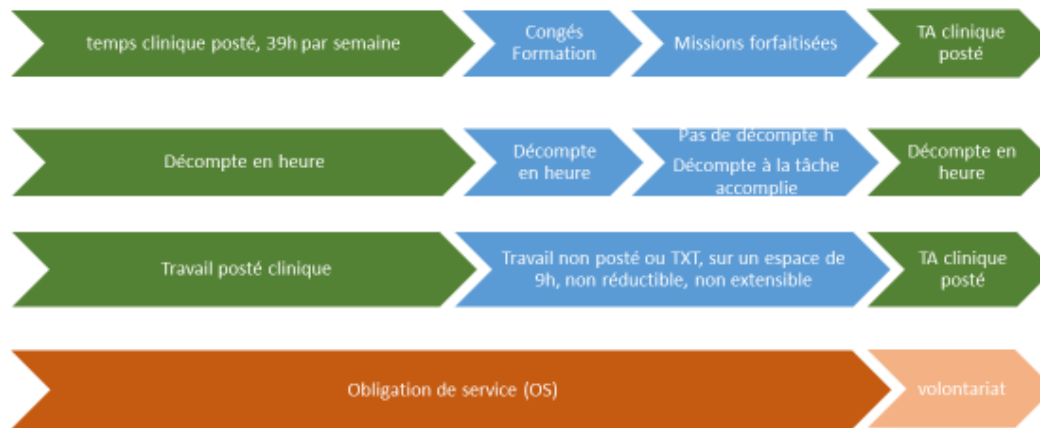 temps clinique posté, 39h par semaine
Congés
Formation
Missions forfaitisées
TA clinique
posté
Décompte en heure
Décompte
en heure
Pas de décompte h
Décompte à la tâche
accomplie
Décompte en
heure
Travail posté clinique
Travail non posté ou TXT, sur un espace de
9h, non réductible, non extensible
TA clinique
posté
Obligation de service (OS)
volontariat